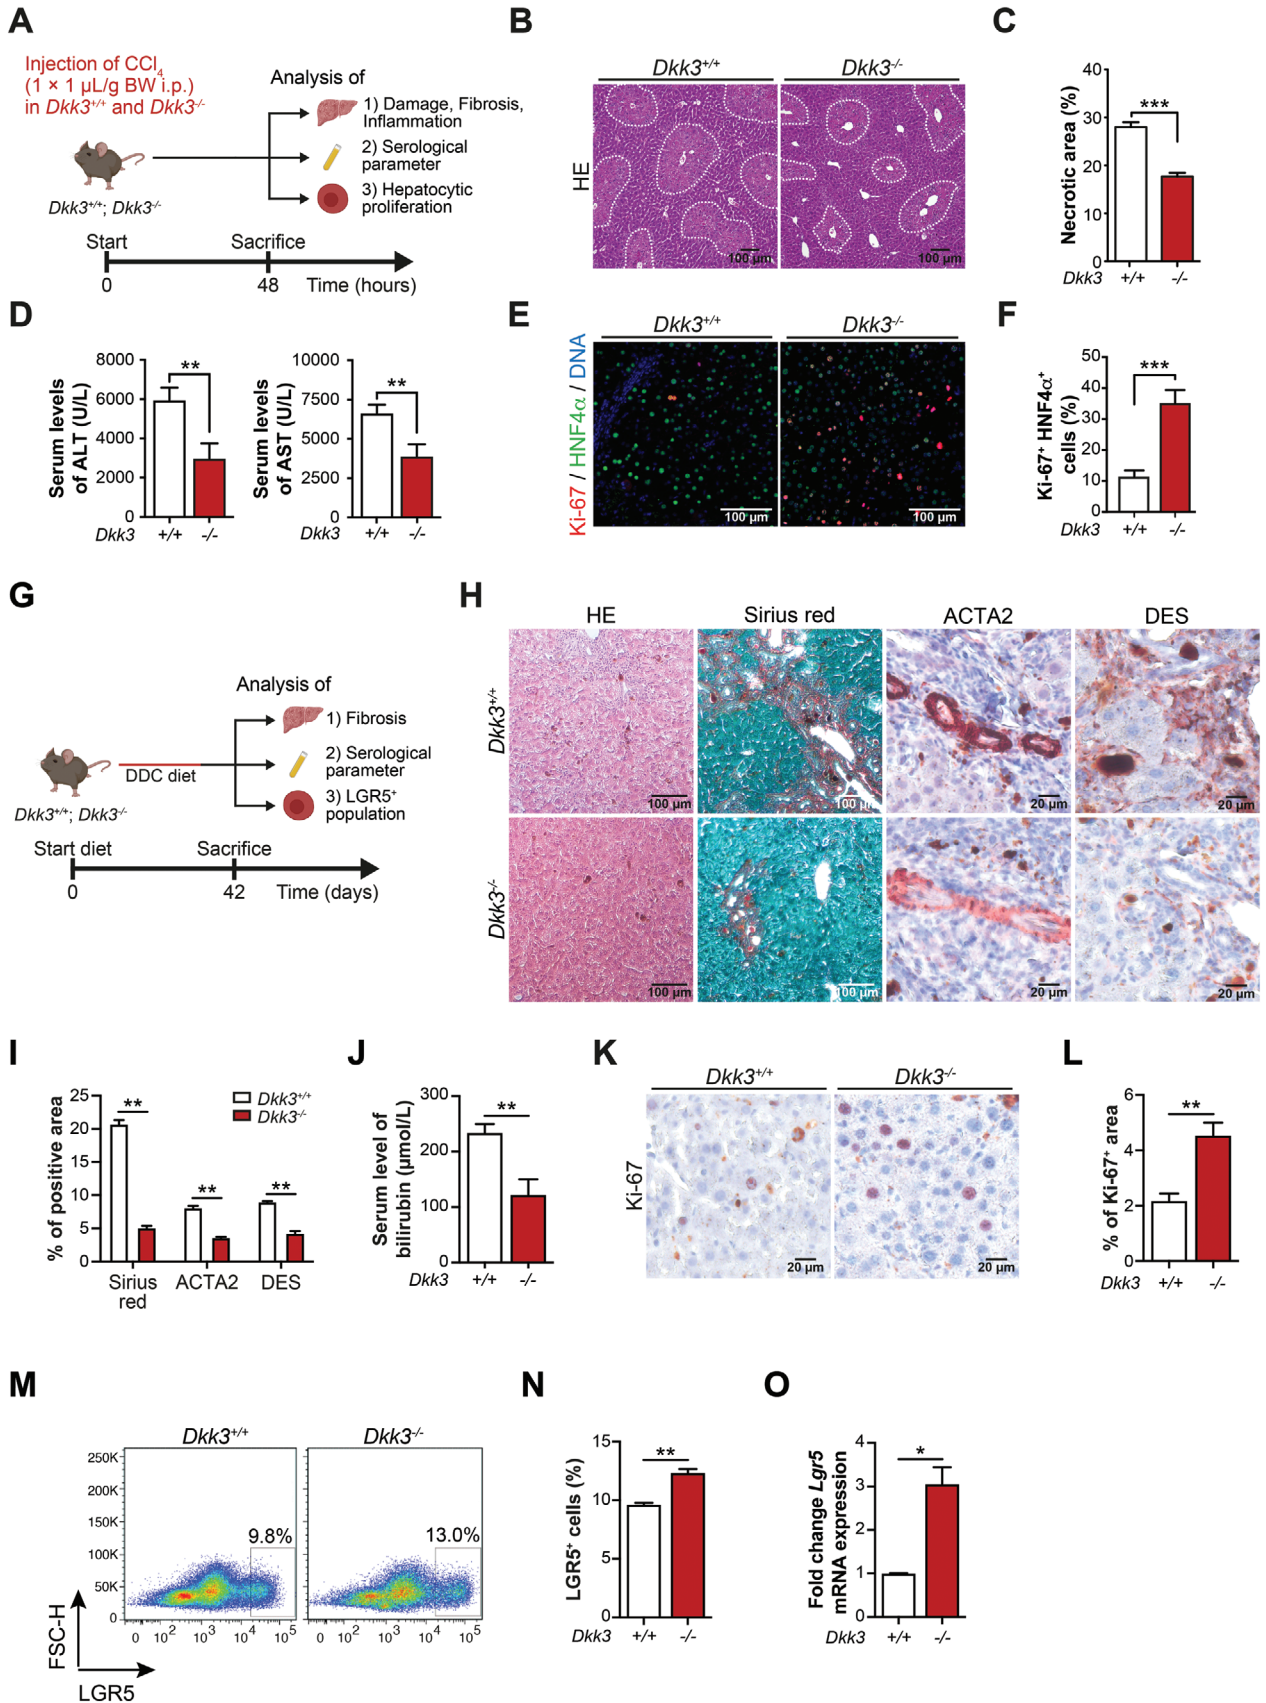 A
Injection of CCl4
(1 × 1 µL/g BW i.p.)
in Dkk3+/+ and Dkk3-/-
Analysis of
1) Damage, Fibrosis,
Inflammation
2) Serological
parameter
3) Hepatocytic
proliferation
Dkk3+/+; Dkk3-/-
Start
Sacrifice
0
48
Time (hours)
B
Dkk3+/+
Dkk3-/-
HE
100 µm
100 µm
C
Necrotic area (%)
40
30
20
10
0
***
Dkk3
+/+
-/-
D
Serum levels
of ALT (U/L)
8000
6000
4000
2000
0
**
Dkk3
+/+
-/-
Serum levels
of AST (U/L)
10000
7500
5000
2500
0
**
Dkk3
+/+
-/-
E
Dkk3+/+
Dkk3-/-
Ki-67 / HNF4α / DNA
100 µm
100 µm
F
Ki-67+ HNF4α+
cells (%)
50
40
30
20
10
0
***
Dkk3
+/+
-/-
G
Analysis of
1) Fibrosis
2) Serological
parameter
3) LGR5+
population
DDC diet
Dkk3+/+; Dkk3-/-
Start diet
Sacrifice
0
42
Time (days)
H
HE
Sirius red
ACTA2
DES
Dkk3+/+
100 µm
100 µm
20 µm
20 µm
Dkk3-/-
100 µm
100 µm
20 µm
20 µm
I
% of positive area
25
20
15
10
5
0
**
**
**
Dkk3+/+
Dkk3-/-
Sirius
red
ACTA2
DES
J
Serum level of
bilirubin (µmol/L)
300
200
100
0
**
Dkk3
+/+
-/-
K
Dkk3+/+
Dkk3-/-
Ki-67
20 µm
20 µm
L
% of Ki-67+ area
6
4
2
0
**
Dkk3
+/+
-/-
M
Dkk3+/+
Dkk3-/-
250K
200K
150K
100K
50K
0
9.8%
13.0%
0 10² 10³ 10⁴ 10⁵
0 10² 10³ 10⁴ 10⁵
FSC-H
LGR5
N
LGR5+ cells (%)
15
10
5
0
**
Dkk3
+/+
-/-
O
Fold change Lgr5
mRNA expression
4
3
2
1
0
*
Dkk3
+/+
-/-